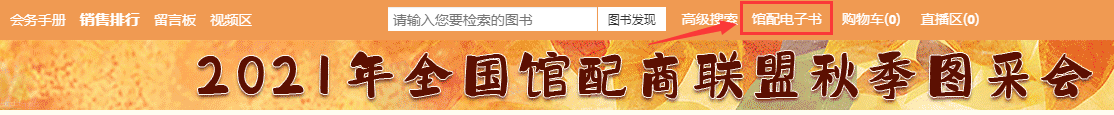 会务手册 销售排行 留言板 视频区 请输入您要检索的图书 图书发现 高级搜索 馆配电子书 购物车(0) 直播区(0)
2021年全国馆配商联盟秋季图采会